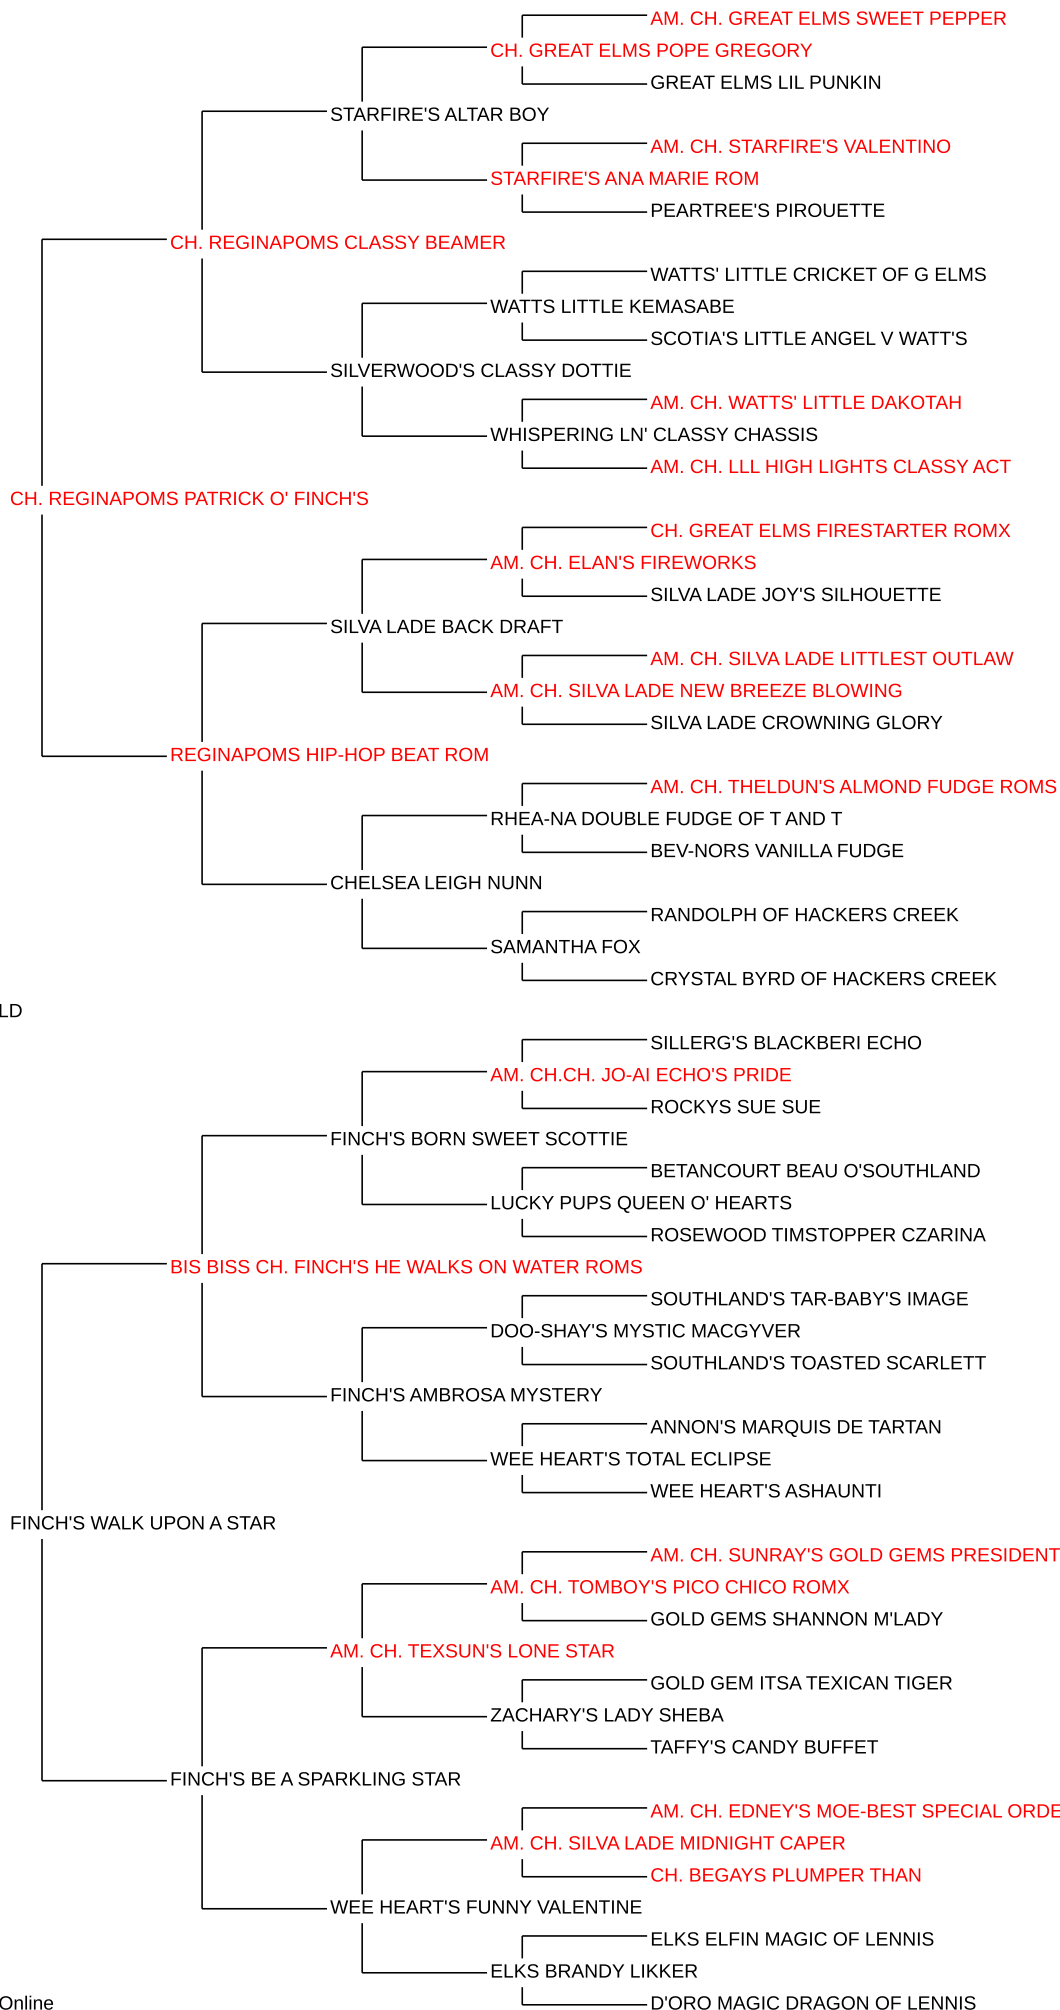 AM. CH. GREAT ELMS SWEET PEPPER
CH. GREAT ELMS POPE GREGORY
GREAT ELMS LIL PUNKIN
STARFIRE'S ALTAR BOY
AM. CH. STARFIRE'S VALENTINO
STARFIRE'S ANA MARIE ROM
PEARTREE'S PIROUETTE
CH. REGINAPOMS CLASSY BEAMER
WATTS' LITTLE CRICKET OF G ELMS
WATTS LITTLE KEMASABE
SCOTIA'S LITTLE ANGEL V WATT'S
SILVERWOOD'S CLASSY DOTTIE
AM. CH. WATTS' LITTLE DAKOTAH
WHISPERING LN' CLASSY CHASSIS
AM. CH. LLL HIGH LIGHTS CLASSY ACT
CH. REGINAPOMS PATRICK O' FINCH'S
CH. GREAT ELMS FIRESTARTER ROMX
AM. CH. ELAN'S FIREWORKS
SILVA LADE JOY'S SILHOUETTE
SILVA LADE BACK DRAFT
AM. CH. SILVA LADE LITTLEST OUTLAW
AM. CH. SILVA LADE NEW BREEZE BLOWING
SILVA LADE CROWNING GLORY
REGINAPOMS HIP-HOP BEAT ROM
AM. CH. THELDUN'S ALMOND FUDGE ROMS
RHEA-NA DOUBLE FUDGE OF T AND T
BEV-NORS VANILLA FUDGE
CHELSEA LEIGH NUNN
RANDOLPH OF HACKERS CREEK
SAMANTHA FOX
CRYSTAL BYRD OF HACKERS CREEK
LD
SILLERG'S BLACKBERI ECHO
AM. CH.CH. JO-AI ECHO'S PRIDE
ROCKYS SUE SUE
FINCH'S BORN SWEET SCOTTIE
BETANCOURT BEAU O'SOUTHLAND
LUCKY PUPS QUEEN O' HEARTS
ROSEWOOD TIMSTOPPER CZARINA
BIS BISS CH. FINCH'S HE WALKS ON WATER ROMS
SOUTHLAND'S TAR-BABY'S IMAGE
DOO-SHAY'S MYSTIC MACGYVER
SOUTHLAND'S TOASTED SCARLETT
FINCH'S AMBROSA MYSTERY
ANNON'S MARQUIS DE TARTAN
WEE HEART'S TOTAL ECLIPSE
WEE HEART'S ASHAUNTI
FINCH'S WALK UPON A STAR
AM. CH. SUNRAY'S GOLD GEMS PRESIDENT
AM. CH. TOMBOY'S PICO CHICO ROMX
GOLD GEMS SHANNON M'LADY
AM. CH. TEXSUN'S LONE STAR
GOLD GEM ITSA TEXICAN TIGER
ZACHARY'S LADY SHEBA
TAFFY'S CANDY BUFFET
FINCH'S BE A SPARKLING STAR
AM. CH. EDNEY'S MOE-BEST SPECIAL ORDE
AM. CH. SILVA LADE MIDNIGHT CAPER
CH. BEGAYS PLUMPER THAN
WEE HEART'S FUNNY VALENTINE
ELKS ELFIN MAGIC OF LENNIS
ELKS BRANDY LIKKER
Online
D'ORO MAGIC DRAGON OF LENNIS